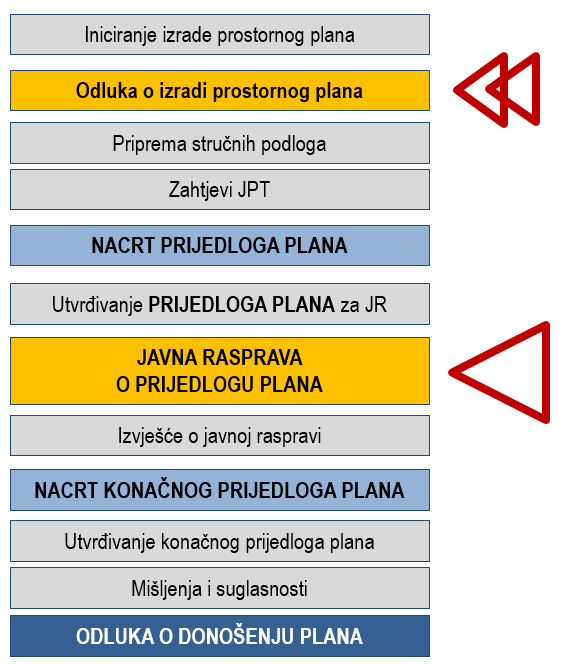 Iniciranje izrade prostornog plana
Odluka o izradi prostornog plana
Priprema stručnih podloga
Zahtjevi JPT
NACRT PRIJEDLOGA PLANA
Utvrđivanje PRIJEDLOGA PLANA za JR
JAVNA RASPRAVA
O PRIJEDLOGU PLANA
Izvješće o javnoj raspravi
NACRT KONAČNOG PRIJEDLOGA PLANA
Utvrđivanje konačnog prijedloga plana
Mišljenja i suglasnosti
ODLUKA O DONOŠENJU PLANA